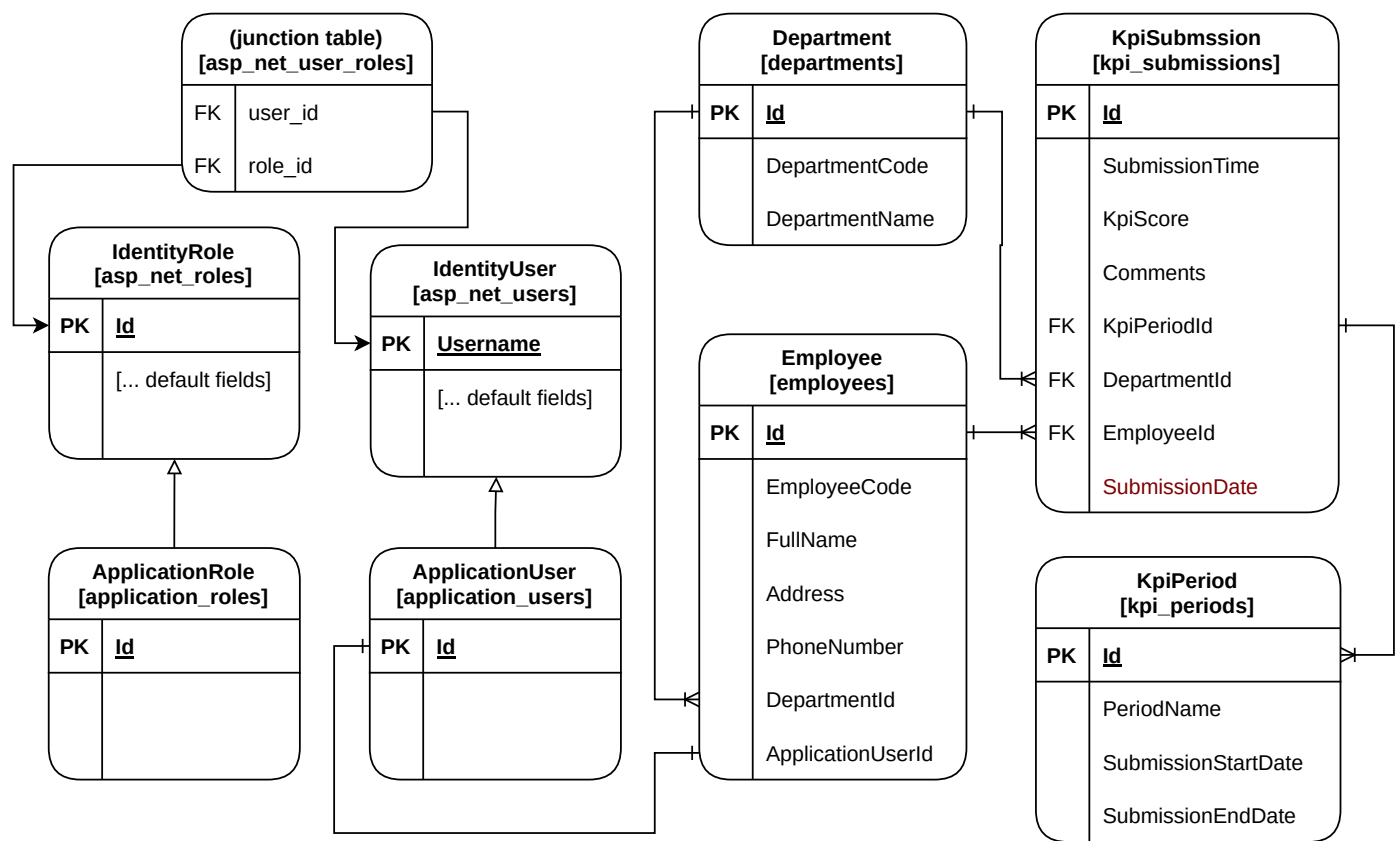 (junction table)
[asp_net_user_roles]
FK user_id
FK role_id
IdentityRole
[asp_net_roles]
PK Id
[... default fields]
IdentityUser
[asp_net_users]
PK Username
[... default fields]
ApplicationRole
[application_roles]
PK Id
ApplicationUser
[application_users]
PK Id
Department
[departments]
PK Id
DepartmentCode
DepartmentName
Employee
[employees]
PK Id
EmployeeCode
FullName
Address
PhoneNumber
DepartmentId
ApplicationUserId
KpiSubmssion
[kpi_submissions]
PK Id
SubmissionTime
KpiScore
Comments
FK KpiPeriodId
FK DepartmentId
FK EmployeeId
SubmissionDate
KpiPeriod
[kpi_periods]
PK Id
PeriodName
SubmissionStartDate
SubmissionEndDate